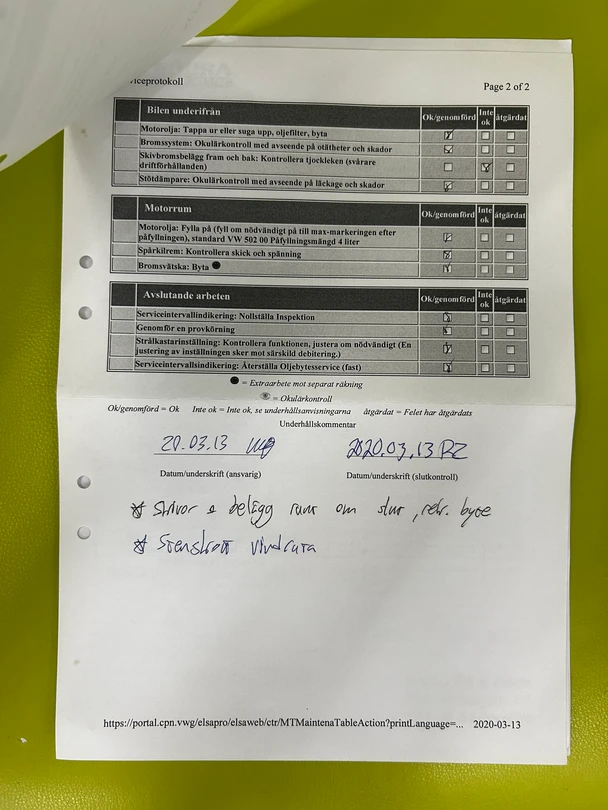 viceprotokoll
Page 2 of 2
Bilen underifrån Ok/genomförd Inte ok åtgärdat
Motorolja: Tappa ur eller suga upp, oljefilter, byta
Bromssystem: Okulärkontroll med avseende på otätheter och skador
Skivbromsbelägg fram och bak: Kontrollera tjockleken (svårare
driftförhållanden)
Stötdämpare: Okulärkontroll med avseende på läckage och skador
Motorrum Ok/genomförd Inte ok åtgärdat
Motorolja: Fylla på (fyll om nödvändigt på till max-markeringen efter
påfyllningen), standard VW 502 00 Påfyllningsmängd 4 liter
Spårkilrem: Kontrollera skick och spänning
Bromsvätska: Byta
Avslutande arbeten Ok/genomförd Inte ok åtgärdat
Serviceintervallindikering: Nollställa Inspektion
Genomför en provkörning
Strålkastarinställning: Kontrollera funktionen, justera om nödvändigt (En
justering av inställningen sker mot särskild debitering.)
Serviceintervallsindikering: Återställa Oljebytesservice (fast)
= Extraarbete mot separat räkning
= Okulärkontroll
Ok/genomförd = Ok Inte ok = Inte ok, se underhållsanvisningarna åtgärdat = Felet har åtgärdats
Underhållskommentar
20.03.13
2020.03.13 RZ
Datum/underskrift (ansvarig) Datum/underskrift (slutkontroll)
skivor & belägg runt om slut, rek. byte
Stenskott vindruta
https://portal.cpn.vwg/elsapro/elsaweb/ctr/MTMaintenaTableAction?printLanguage=... 2020-03-13